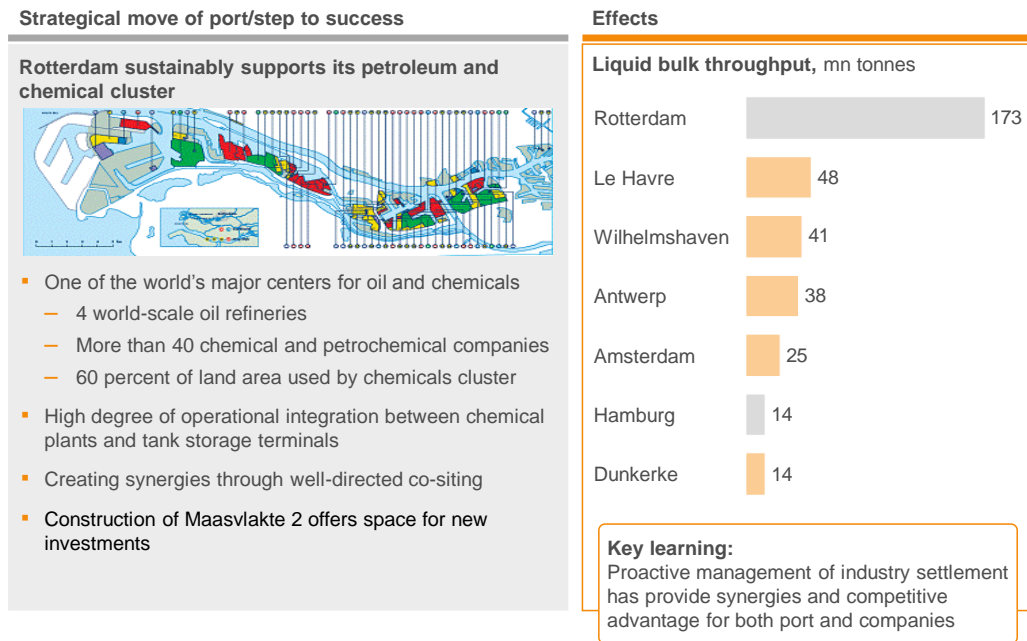 Strategical move of port/step to success
Rotterdam sustainably supports its petroleum and
chemical cluster
One of the world's major centers for oil and chemicals
4 world-scale oil refineries
More than 40 chemical and petrochemical companies
60 percent of land area used by chemicals cluster
High degree of operational integration between chemical
plants and tank storage terminals
Creating synergies through well-directed co-siting
Construction of Maasvlakte 2 offers space for new
investments
Effects
Liquid bulk throughput, mn tonnes
Rotterdam 173
Le Havre 48
Wilhelmshaven 41
Antwerp 38
Amsterdam 25
Hamburg 14
Dunkerke 14
Key learning:
Proactive management of industry settlement
has provide synergies and competitive
advantage for both port and companies